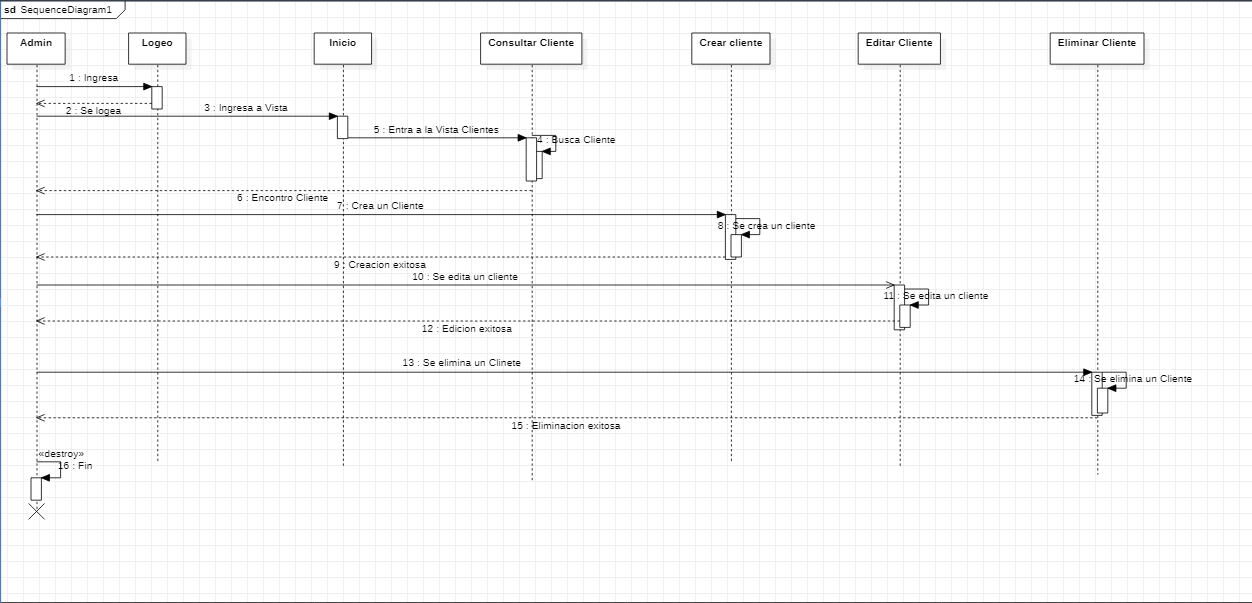 sd SequenceDiagram1
Admin
Logeo
Inicio
Consultar Cliente
Crear cliente
Editar Cliente
Eliminar Cliente
1 : Ingresa
2 : Se logea
3 : Ingresa a Vista
5 : Entra a la Vista Clientes
4 : Busca Cliente
6 : Encontro Cliente
7 : Crea un Cliente
8 : Se crea un cliente
9 : Creacion exitosa
10 : Se edita un cliente
11 : Se edita un cliente
12 : Edicion exitosa
13 : Se elimina un Clinete
14 : Se elimina un Cliente
15 : Eliminacion exitosa
«destroy»
16 : Fin